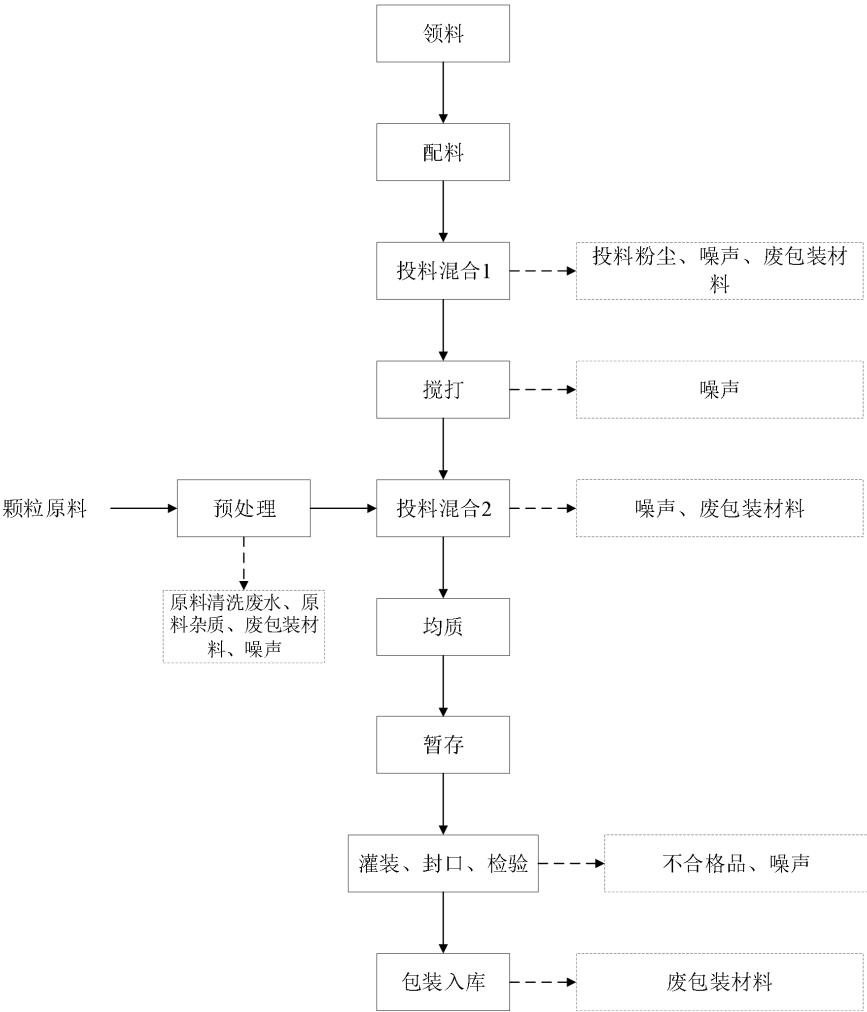 领料
配料
投料混合1
投料粉尘、噪声、废包装材
料
搅打
噪声
颗粒原料
预处理
投料混合2
噪声、废包装材料
原料清洗废水、原
料杂质、废包装材
料、噪声
均质
暂存
灌装、封口、检验
不合格品、噪声
包装入库
废包装材料